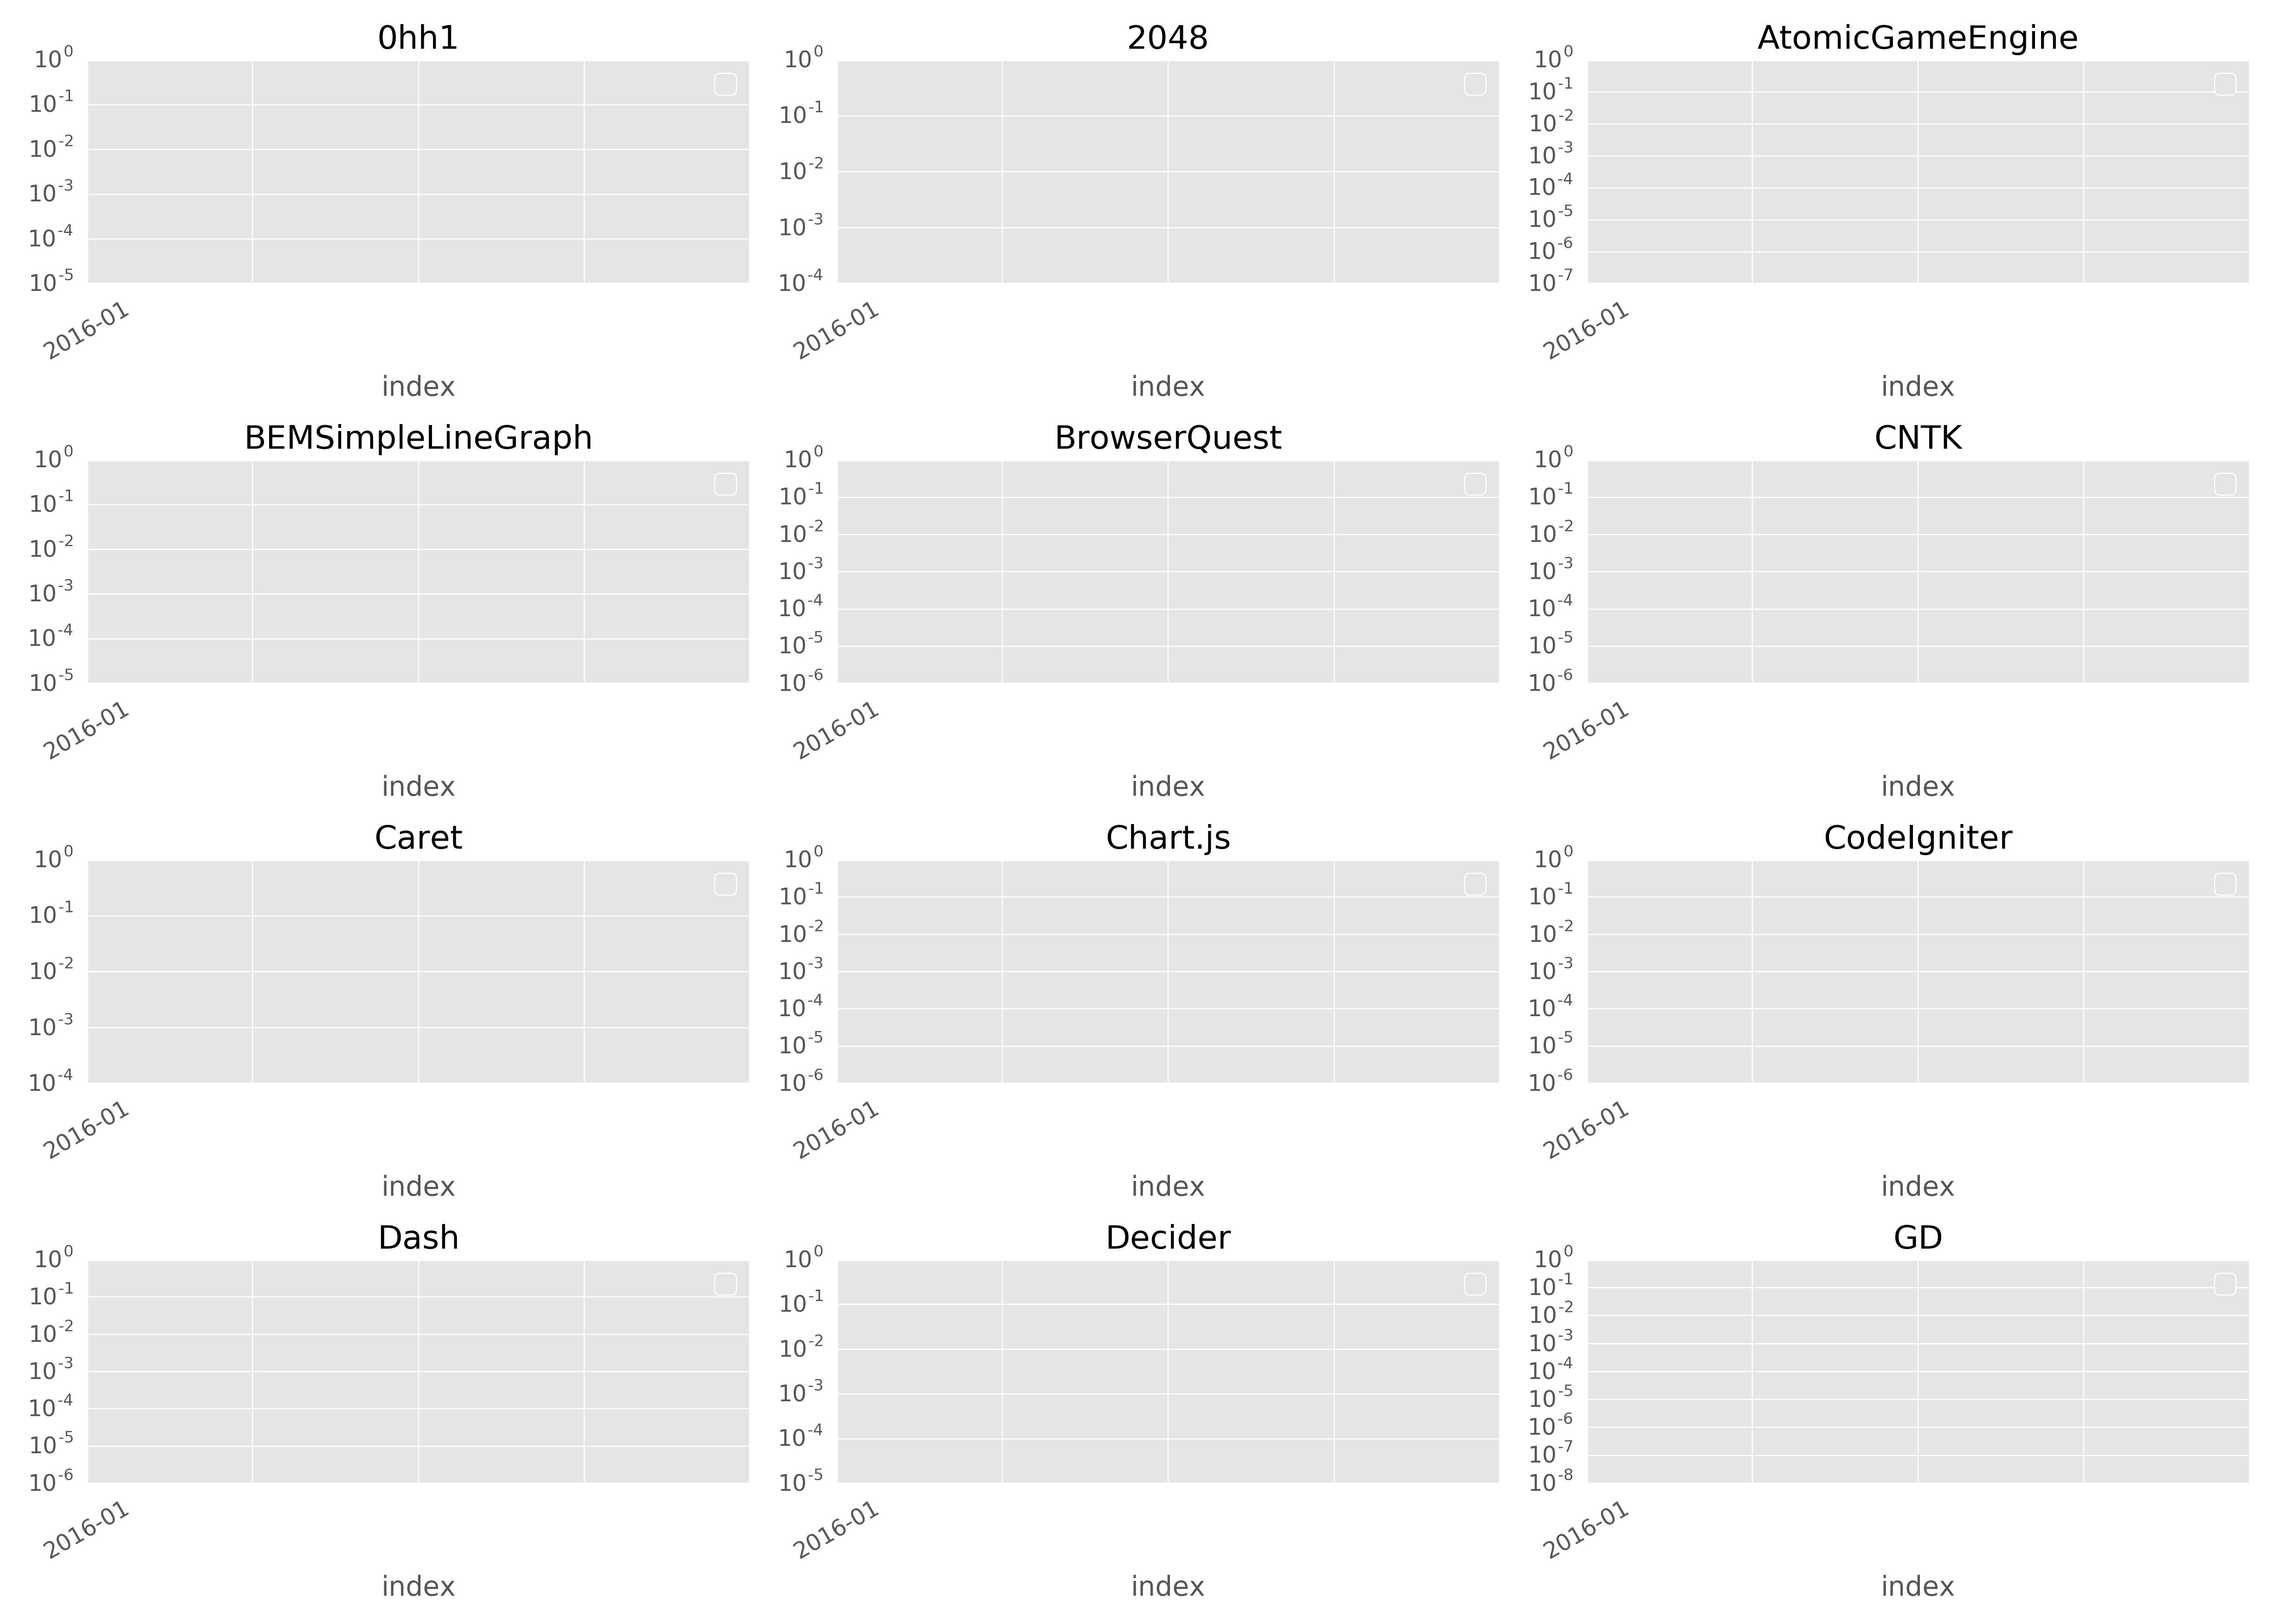 0hh1 2048 AtomicGameEngine
10^0 10^0 10^0
10^-1 10^-1 10^-1
10^-2 10^-2 10^-2
10^-3 10^-3 10^-3
10^-4 10^-4 10^-4
10^-5 10^-5
10^-6
10^-7
2016-01 2016-01 2016-01
index index index
BEMSimpleLineGraph BrowserQuest CNTK
10^0 10^0 10^0
10^-1 10^-1 10^-1
10^-2 10^-2 10^-2
10^-3 10^-3 10^-3
10^-4 10^-4 10^-4
10^-5 10^-5 10^-5
10^-6 10^-6
2016-01 2016-01 2016-01
index index index
Caret Chart.js CodeIgniter
10^0 10^0 10^0
10^-1 10^-1 10^-1
10^-2 10^-2 10^-2
10^-3 10^-3 10^-3
10^-4 10^-4 10^-4
10^-5 10^-5
10^-6 10^-6
2016-01 2016-01 2016-01
index index index
Dash Decider GD
10^0 10^0 10^0
10^-1 10^-1 10^-1
10^-2 10^-2 10^-2
10^-3 10^-3 10^-3
10^-4 10^-4 10^-4
10^-5 10^-5 10^-5
10^-6 10^-6
10^-7
10^-8
2016-01 2016-01 2016-01
index index index